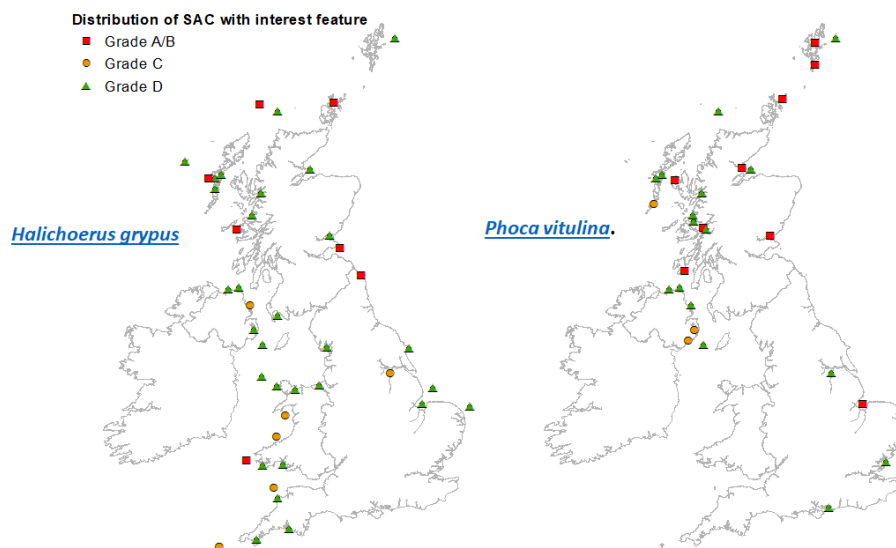 Distribution of SAC with interest feature
Grade A/B
Grade C
Grade D
Halichoerus grypus
Phoca vitulina.